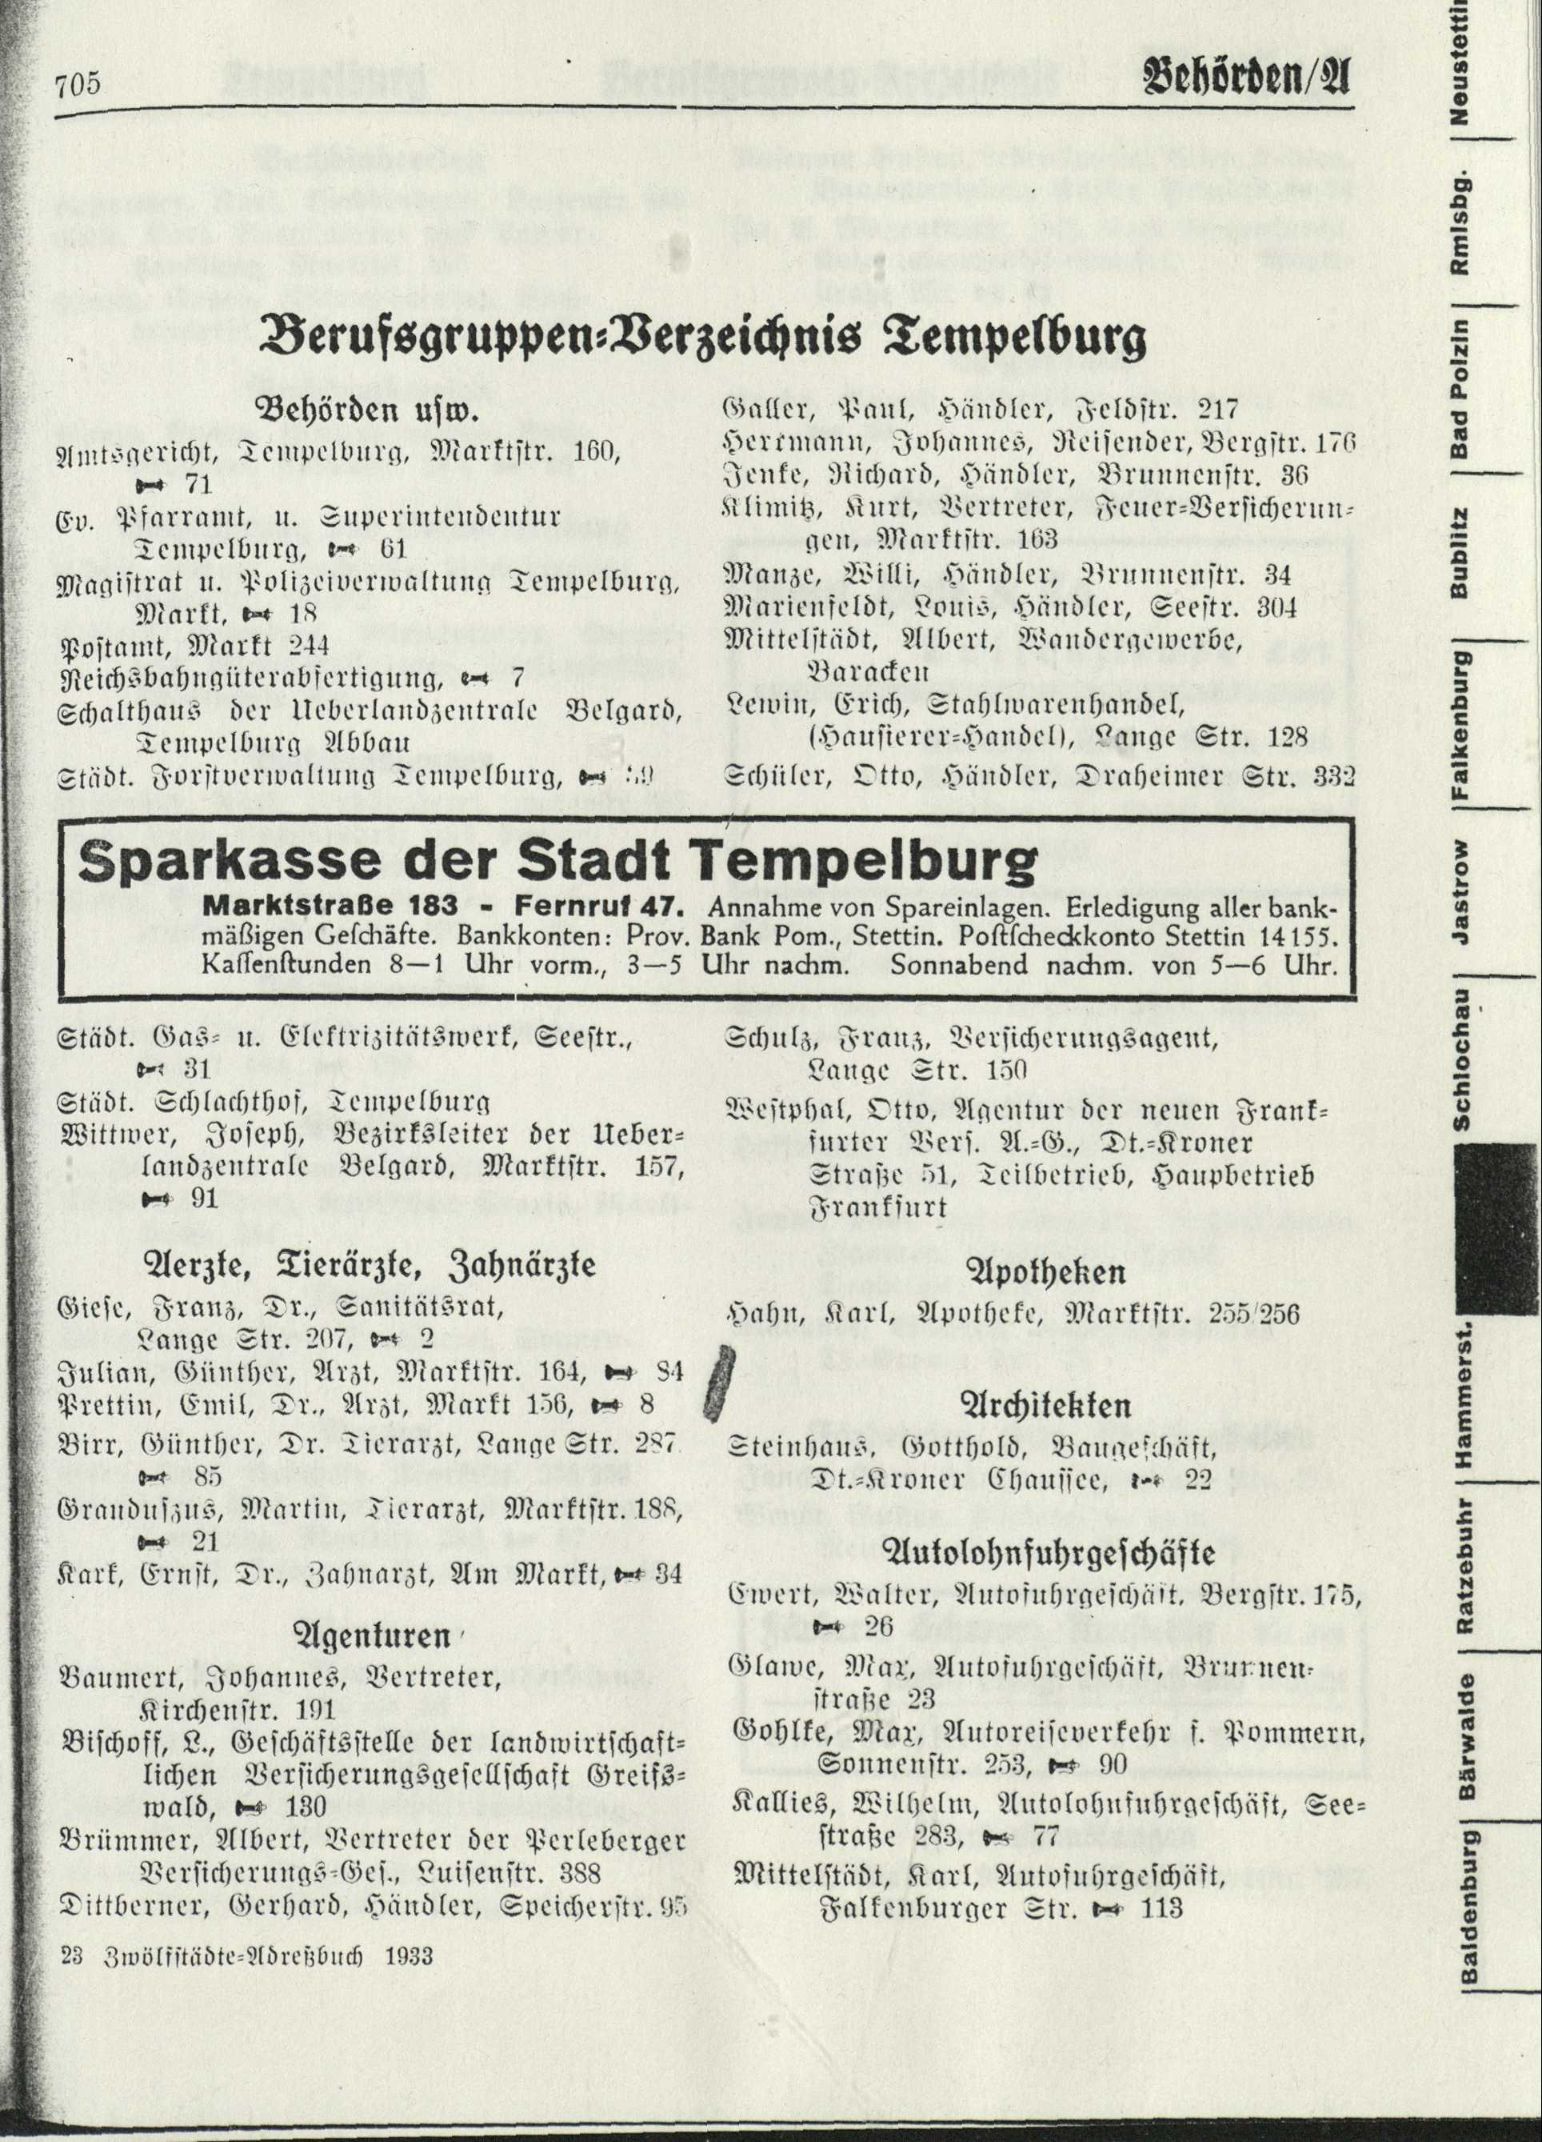 705
Behörden/A
Berufsgruppen=Verzeichnis Tempelburg
Behörden usw.
Amtsgericht, Tempelburg, Marktstr. 160,
71
Ev. Pfarramt, u. Superintendentur
Tempelburg, 61
Magistrat u. Polizeiverwaltung Tempelburg,
Markt, 18
Postamt, Markt 244
Reichsbahngüterabfertigung, 7
Schalthaus der Ueberlandzentrale Belgard,
Tempelburg Abbau
Städt. Forstverwaltung Tempelburg,
Galler, Paul, Händler, Feldstr. 217
Herrmann, Johannes, Reisender, Bergstr. 176
Jenke, Richard, Händler, Brunnenstr. 36
Klimitz, Kurt, Vertreter, Feuer=Versicherun=
gen, Marktstr. 163
Manze, Willi, Händler, Brunnenstr. 34
Marienfeldt, Louis, Händler, Seestr. 304
Mittelstädt, Albert, Wandergewerbe,
Baracken
Lewin, Erich, Stahlwarenhandel,
(Hausierer=Handel), Lange Str. 128
Schüler, Otto, Händler, Draheimer Str. 332
Sparkasse der Stadt Tempelburg
Marktstraße 183 - Fernruf 47. Annahme von Spareinlagen. Erledigung aller bank-
mäßigen Geschäfte. Bankkonten: Prov. Bank Pom., Stettin. Postscheckkonto Stettin 14155.
Kassenstunden 8—1 Uhr vorm., 3—5 Uhr nachm. Sonnabend nachm. von 5—6 Uhr.
Städt. Gas= u. Elektrizitätswerk, Seestr.,
31
Städt. Schlachthof, Tempelburg
Wittwer, Joseph, Bezirksleiter der Ueber=
landzentrale Belgard, Marktstr. 157,
91
Aerzte, Tierärzte, Zahnärzte
Giese, Franz, Dr., Sanitätsrat,
Lange Str. 207, 2
Julian, Günther, Arzt, Marktstr. 164, 84
Prettin, Emil, Dr., Arzt, Markt 156, 8
Birr, Günther, Dr. Tierarzt, Lange Str. 287
85
Granduszus, Martin, Tierarzt, Marktstr. 188,
21
Kark, Ernst, Dr., Zahnarzt, Am Markt, 34
Agenturen
Baumert, Johannes, Vertreter,
Kirchenstr. 191
Bischoff, L., Geschäftsstelle der landwirtschaft=
lichen Versicherungsgesellschaft Greifs=
wald, 130
Brümmer, Albert, Vertreter der Perleberger
Versicherungs=Ges., Luisenstr. 388
Dittberner, Gerhard, Händler, Speicherstr. 95
Schulz, Franz, Versicherungsagent,
Lange Str. 150
Westphal, Otto, Agentur der neuen Frank=
furter Vers. A.=G., Dt.=Kroner
Straße 51, Teilbetrieb, Haupbetrieb
Frankfurt
Apotheken
Hahn, Karl, Apotheke, Marktstr. 255/256
Architekten
Steinhaus, Gotthold, Baugeschäft,
Dt.=Kroner Chaussee, 22
Autolohnfuhrgeschäfte
Ewert, Walter, Autofuhrgeschäft, Bergstr. 175,
26
Glawe, Max, Autofuhrgeschäft, Brunnen=
straße 23
Gohlke, Max, Autoreiseverkehr f. Pommern,
Sonnenstr. 253, 90
Kallies, Wilhelm, Autolohnfuhrgeschäft, See=
straße 283, 77
Mittelstädt, Karl, Autofuhrgeschäft,
Falkenburger Str. 113
23 Zwölfstädte=Adreßbuch 1933
Neustettin
Rmlsbg.
Bad Polzin
Bublitz
Falkenburg
Jastrow
Schlochau
Hammerst.
Ratzebuhr
Bärwalde
Baldenburg